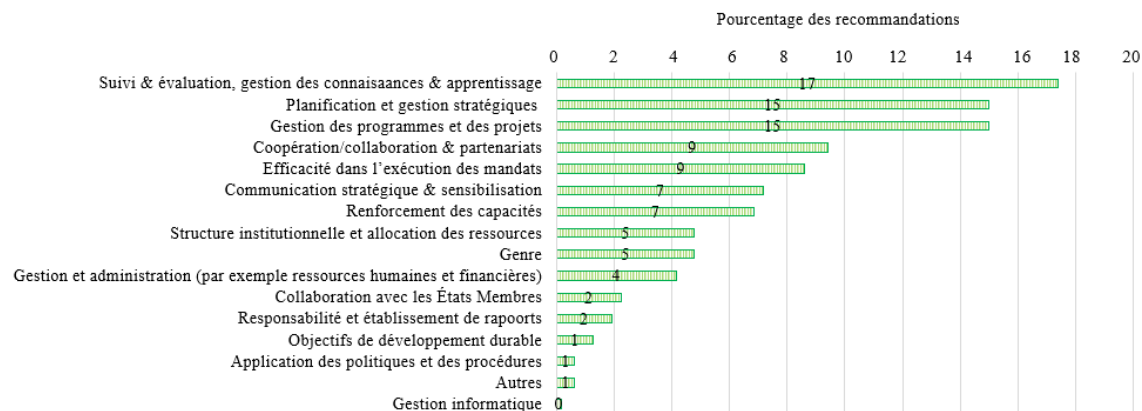 Pourcentage des recommandations
0 2 4 6 8 10 12 14 16 18 20
Suivi & évaluation, gestion des connaisaances & apprentissage 17
Planification et gestion stratégiques 15
Gestion des programmes et des projets 15
Coopération/collaboration & partenariats 9
Efficacité dans l'exécution des mandats 9
Communication stratégique & sensibilisation 7
Renforcement des capacités 7
Structure institutionnelle et allocation des ressources 5
Genre 5
Gestion et administration (par exemple ressources humaines et financières) 4
Collaboration avec les États Membres 2
Responsabilité et établissement de rapoorts 2
Objectifs de développement durable 1
Application des politiques et des procédures 1
Autres 1
Gestion informatique 0